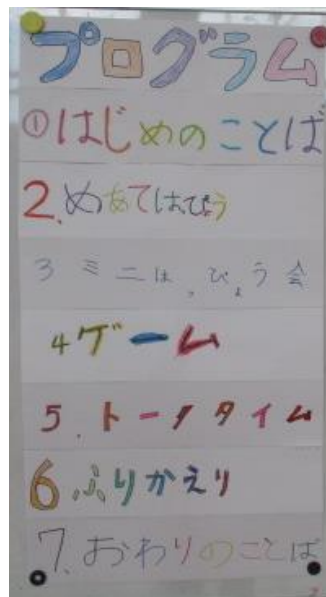 プログラム
①はじめのことば
2.めあてはっぴょう
3 ミニはっぴょう会
4 ゲーム
5.トークタイム
6 ふりかえり
7.おわりのことば